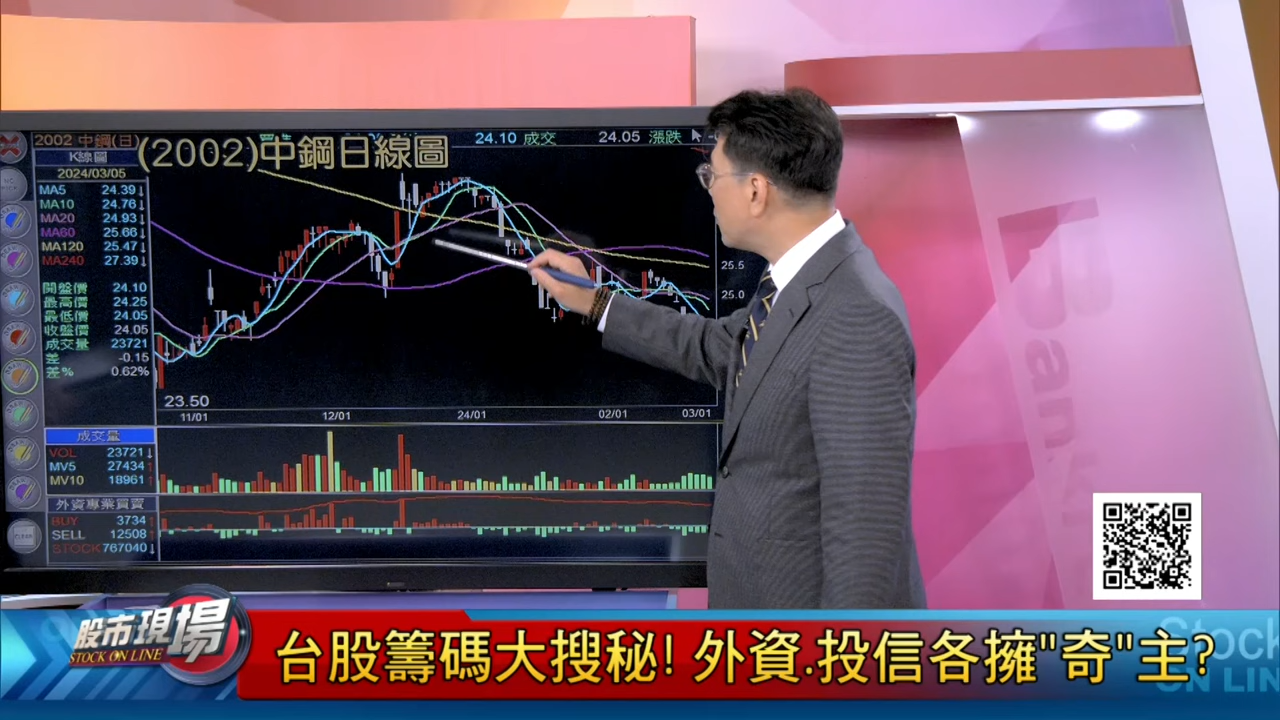 2002 中鋼(日)
(2002)中鋼日線圖
24.10 成交 24.05 漲跌
K線圖
2024/03/05
MA5 24.39↓
MA10 24.76↓
MA20 24.93↓
MA60 25.66↓
MA120 25.47↓
MA240 27.39↓
開盤價 24.10
最高價 24.25
最低價 24.05
收盤價 24.05
成交量 23721
差 -0.15
差% 0.62%
25.5
25.0
23.50
11/01 12/01 24/01 02/01 03/01
成交量
VOL 23721↓
MV5 27434↑
MV10 18961↑
外資專業買賣
BUY 3734↑
SELL 12508↑
STOCK 767040↓
CLEAR
Bank
股市現場
STOCK ON LINE
台股籌碼大搜秘! 外資.投信各擁"奇"主?
Stock
ON LIN